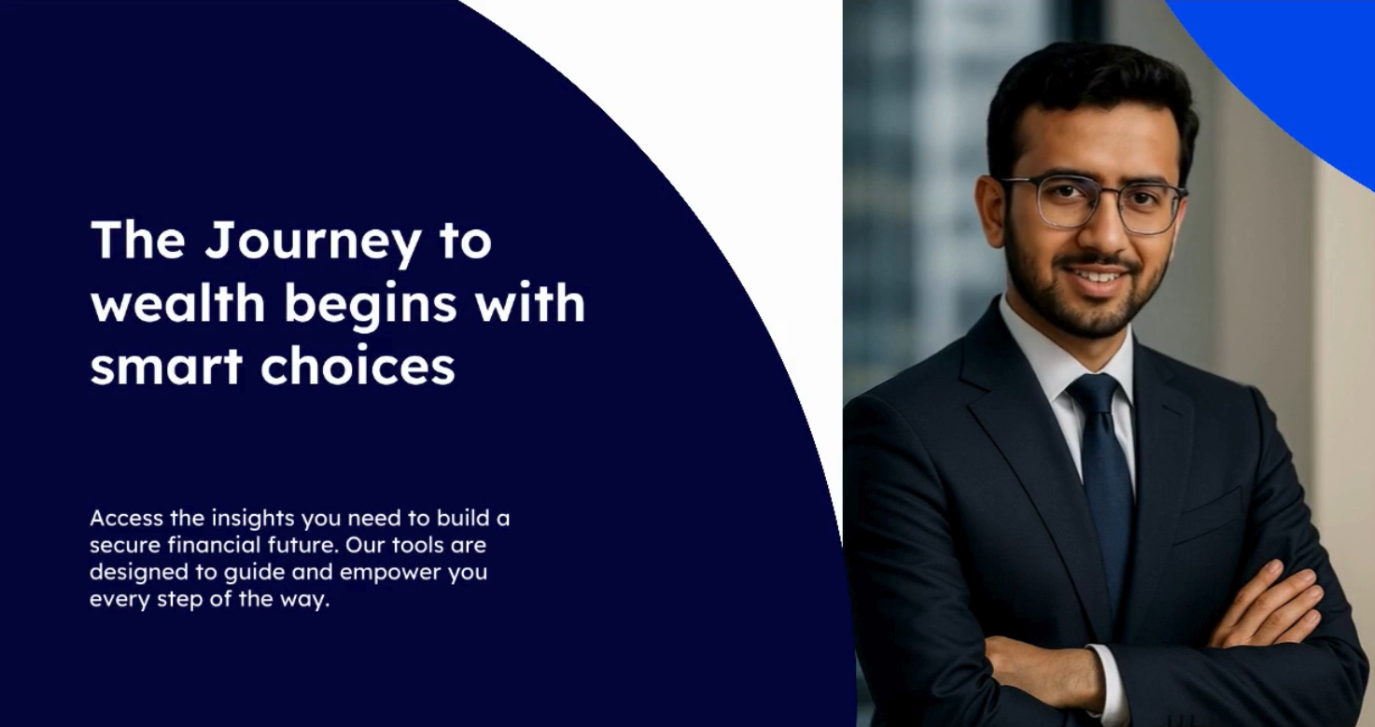 The Journey to
wealth begins with
smart choices
Access the insights you need to build a
secure financial future. Our tools are
designed to guide and empower you
every step of the way.